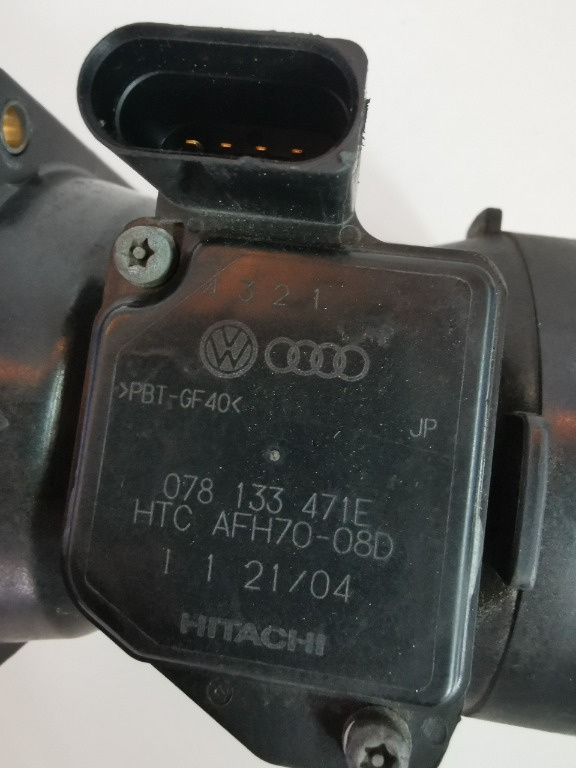 4 3 2 1
>PBT-GF40<
JP
078 133 471E
HTC AFH70-08D
1 1 21/04
HITACHI